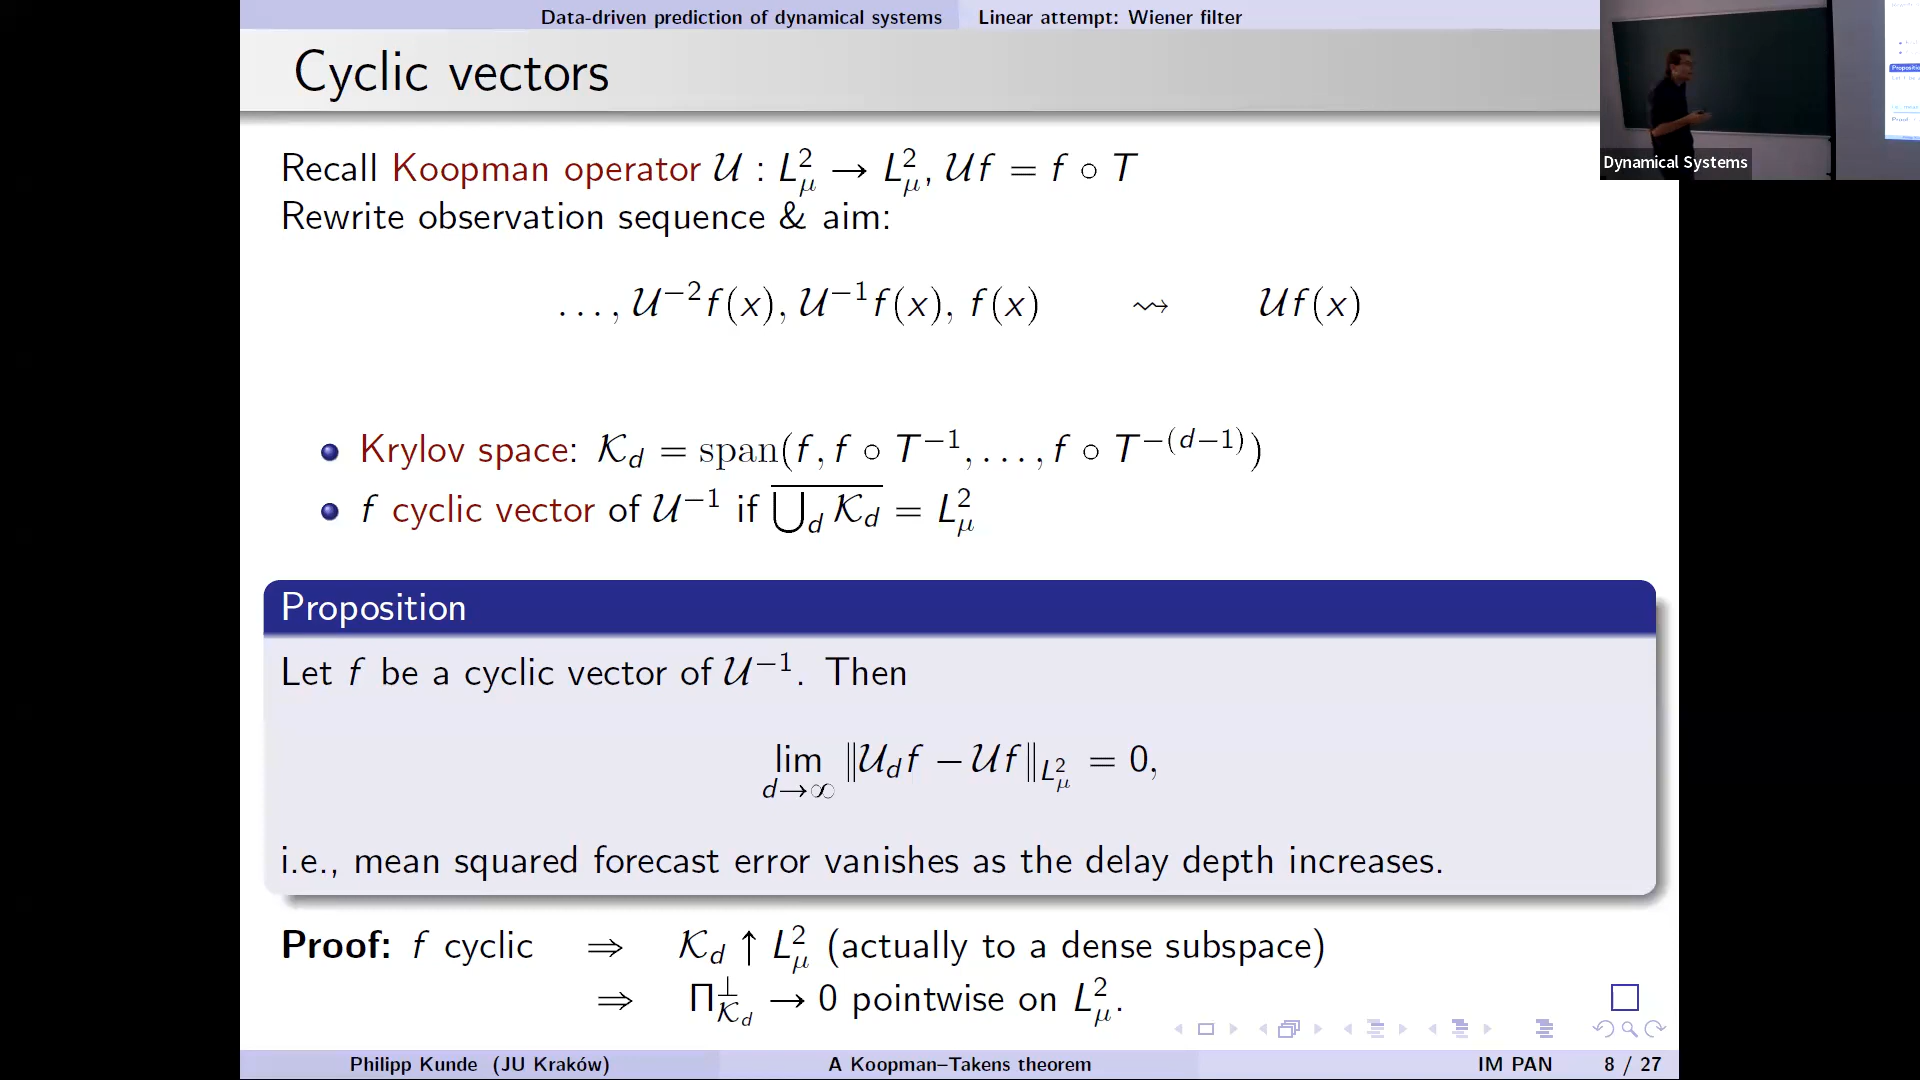 Data-driven prediction of dynamical systems Linear attempt: Wiener filter
Cyclic vectors
Recall Koopman operator 𝒰 : L²_μ → L²_μ, 𝒰f = f ∘ T
Rewrite observation sequence & aim:
…, 𝒰⁻²f(x), 𝒰⁻¹f(x), f(x) ⇝ 𝒰f(x)
• Krylov space: 𝒦_d = span(f, f ∘ T⁻¹, …, f ∘ T^{−(d−1)})
• f cyclic vector of 𝒰⁻¹ if \overline{⋃_d 𝒦_d} = L²_μ
Proposition
Let f be a cyclic vector of 𝒰⁻¹. Then
lim_{d→∞} ‖𝒰_d f − 𝒰f‖_{L²_μ} = 0,
i.e., mean squared forecast error vanishes as the delay depth increases.
Proof: f cyclic ⇒ 𝒦_d ↑ L²_μ (actually to a dense subspace)
⇒ Π^⊥_{𝒦_d} → 0 pointwise on L²_μ. □
Philipp Kunde (JU Kraków) A Koopman–Takens theorem IM PAN 8 / 27
Dynamical Systems
Proposition